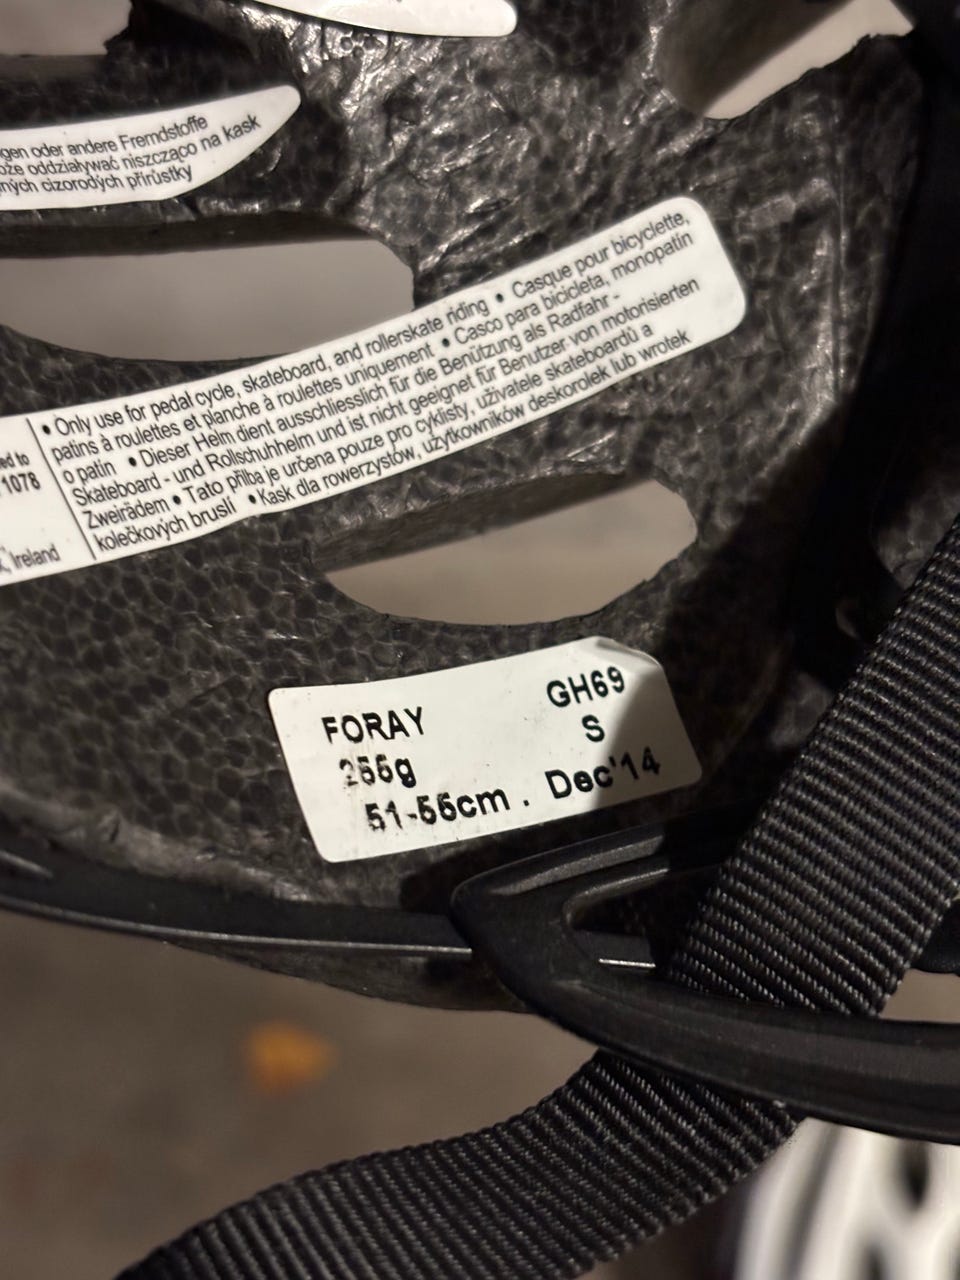 gen oder andere Fremdstoffe
oże oddziaływać niszcząco na kask
ných cizorodých přírůstky
• Only use for pedal cycle, skateboard, and rollerskate riding • Casque pour bicyclette,
patins à roulettes et planche à roulettes uniquement • Casco para bicicleta, monopatín
o patin • Dieser Helm dient ausschliesslich für die Benützung als Radfahr -
Skateboard - und Rollschuhhelm und ist nicht geeignet für Benutzer von motorisierten
Zweirädem • Tato přilba je určena pouze pro cyklisty, uživatele skateboardů a
kolečkových bruslí • Kask dla rowerzystów, użytkowników deskorolek lub wrotek
ed to
1078
, Ireland
FORAY GH69
255g S
51-55cm . Dec'14